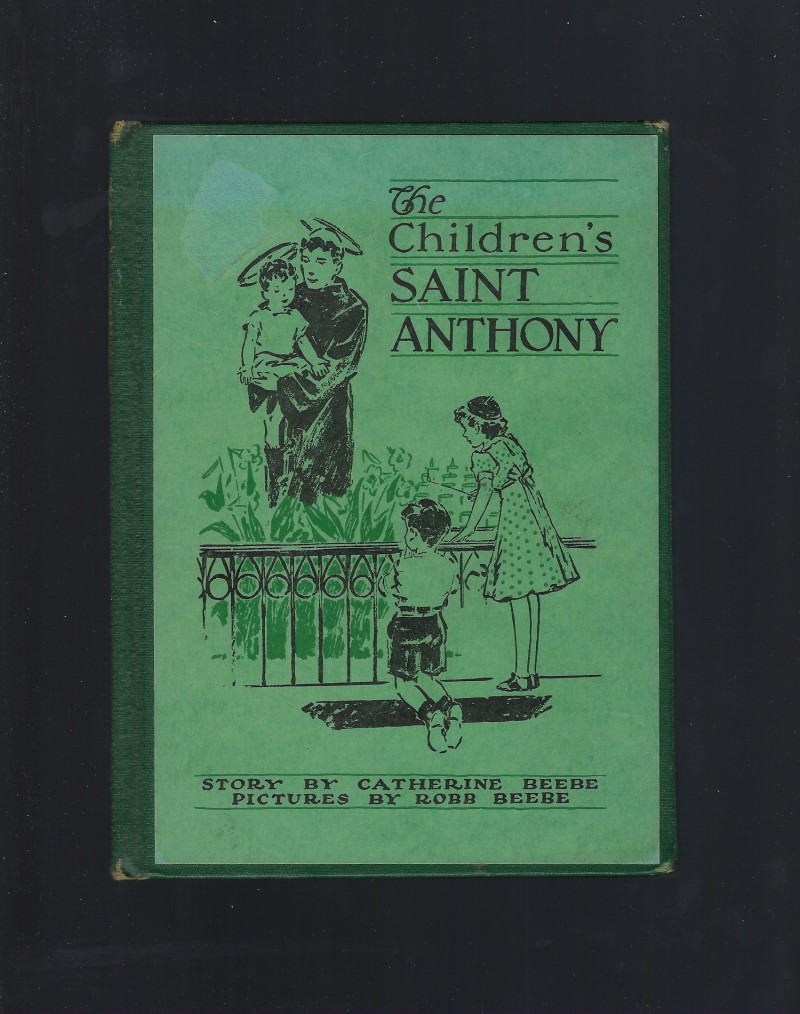 The
Children's
SAINT
ANTHONY
STORY BY CATHERINE BEEBE
PICTURES BY ROBB BEEBE